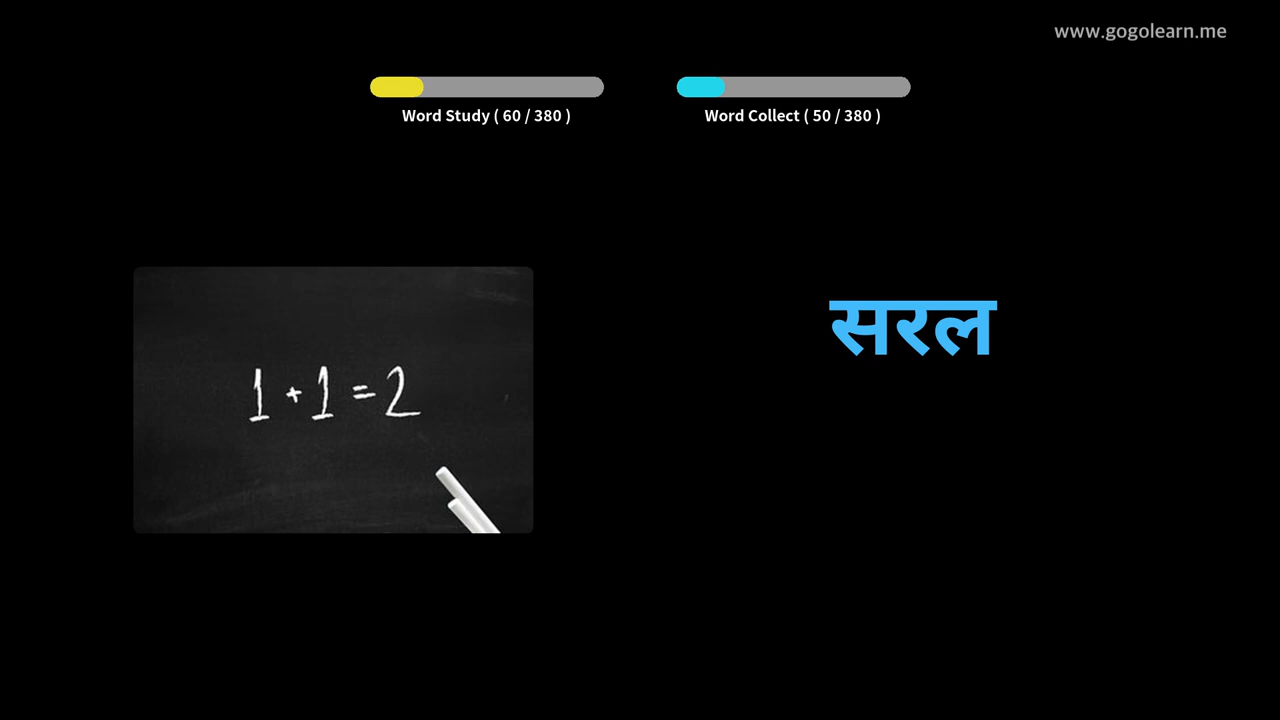 www.gogolearn.me
Word Study ( 60 / 380 )
Word Collect ( 50 / 380 )
1 + 1 = 2
सरल